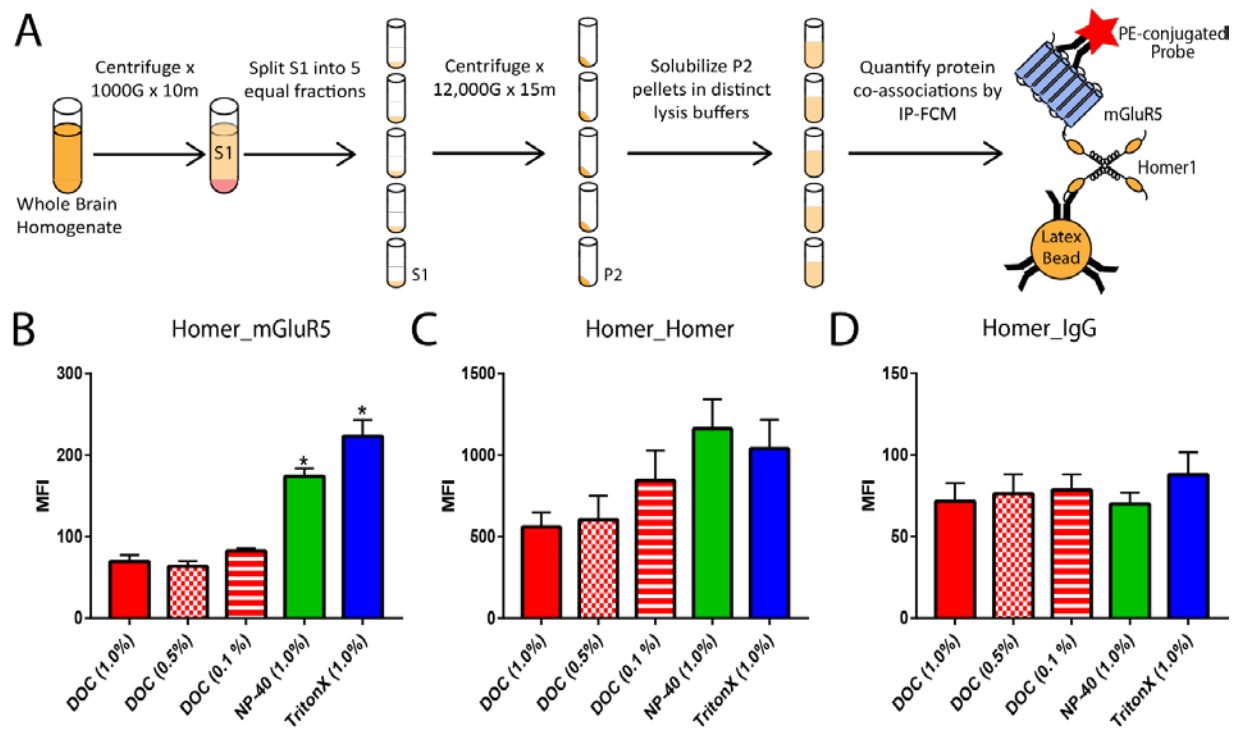 A
Centrifuge x
1000G x 10m
Split S1 into 5
equal fractions
Centrifuge x
12,000G x 15m
Solubilize P2
pellets in distinct
lysis buffers
Quantify protein
co-associations by
IP-FCM
PE-conjugated
Probe
mGluR5
Homer1
Latex
Bead
S1
Whole Brain
Homogenate
S1
P2
B
Homer_mGluR5
MFI
300
200
100
0
*
*
DOC (1.0%)
DOC (0.5%)
DOC (0.1 %)
NP-40 (1.0%)
TritonX (1.0%)
C
Homer_Homer
MFI
1500
1000
500
0
DOC (1.0%)
DOC (0.5%)
DOC (0.1 %)
NP-40 (1.0%)
TritonX (1.0%)
D
Homer_IgG
MFI
150
100
50
0
DOC (1.0%)
DOC (0.5%)
DOC (0.1 %)
NP-40 (1.0%)
TritonX (1.0%)